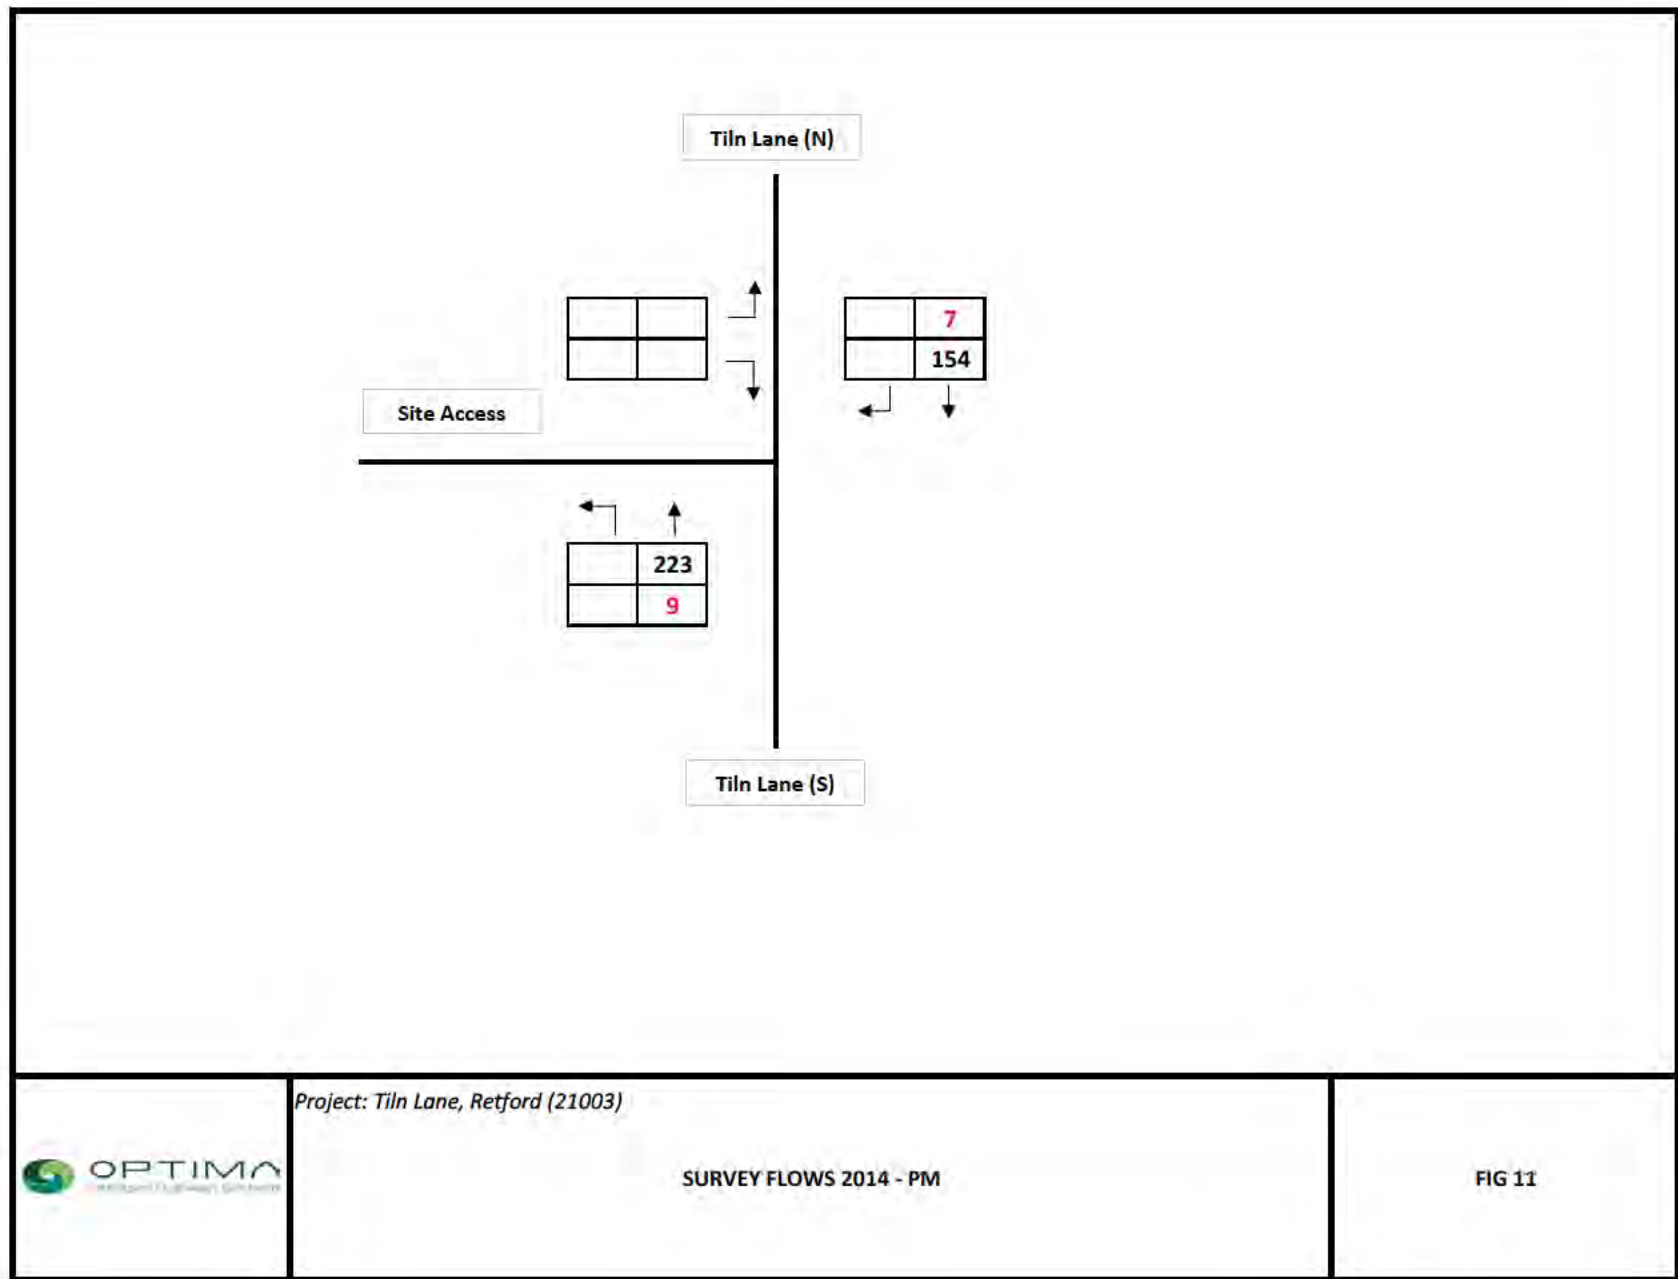 Tiln Lane (N)
7
154
Site Access
223
9
Tiln Lane (S)
Project: Tiln Lane, Retford (21003)
OPTIMA
SURVEY FLOWS 2014 - PM
FIG 11